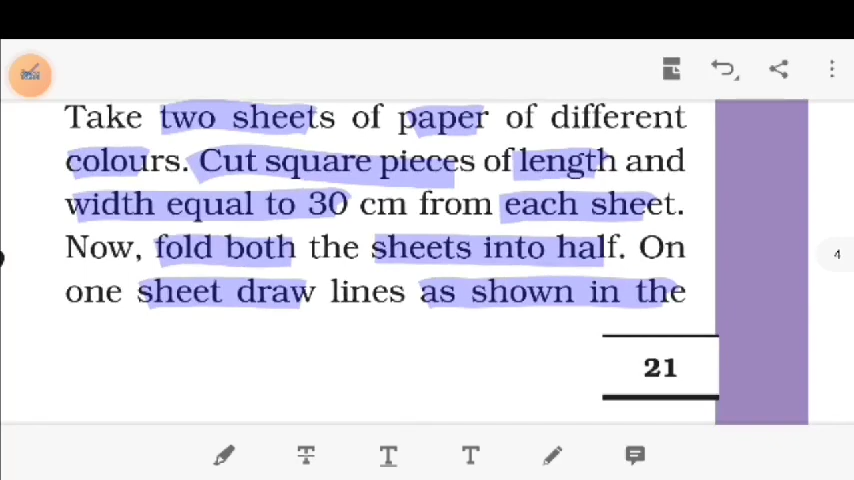 Take two sheets of paper of different
colours. Cut square pieces of length and
width equal to 30 cm from each sheet.
Now, fold both the sheets into half. On
one sheet draw lines as shown in the
21
4